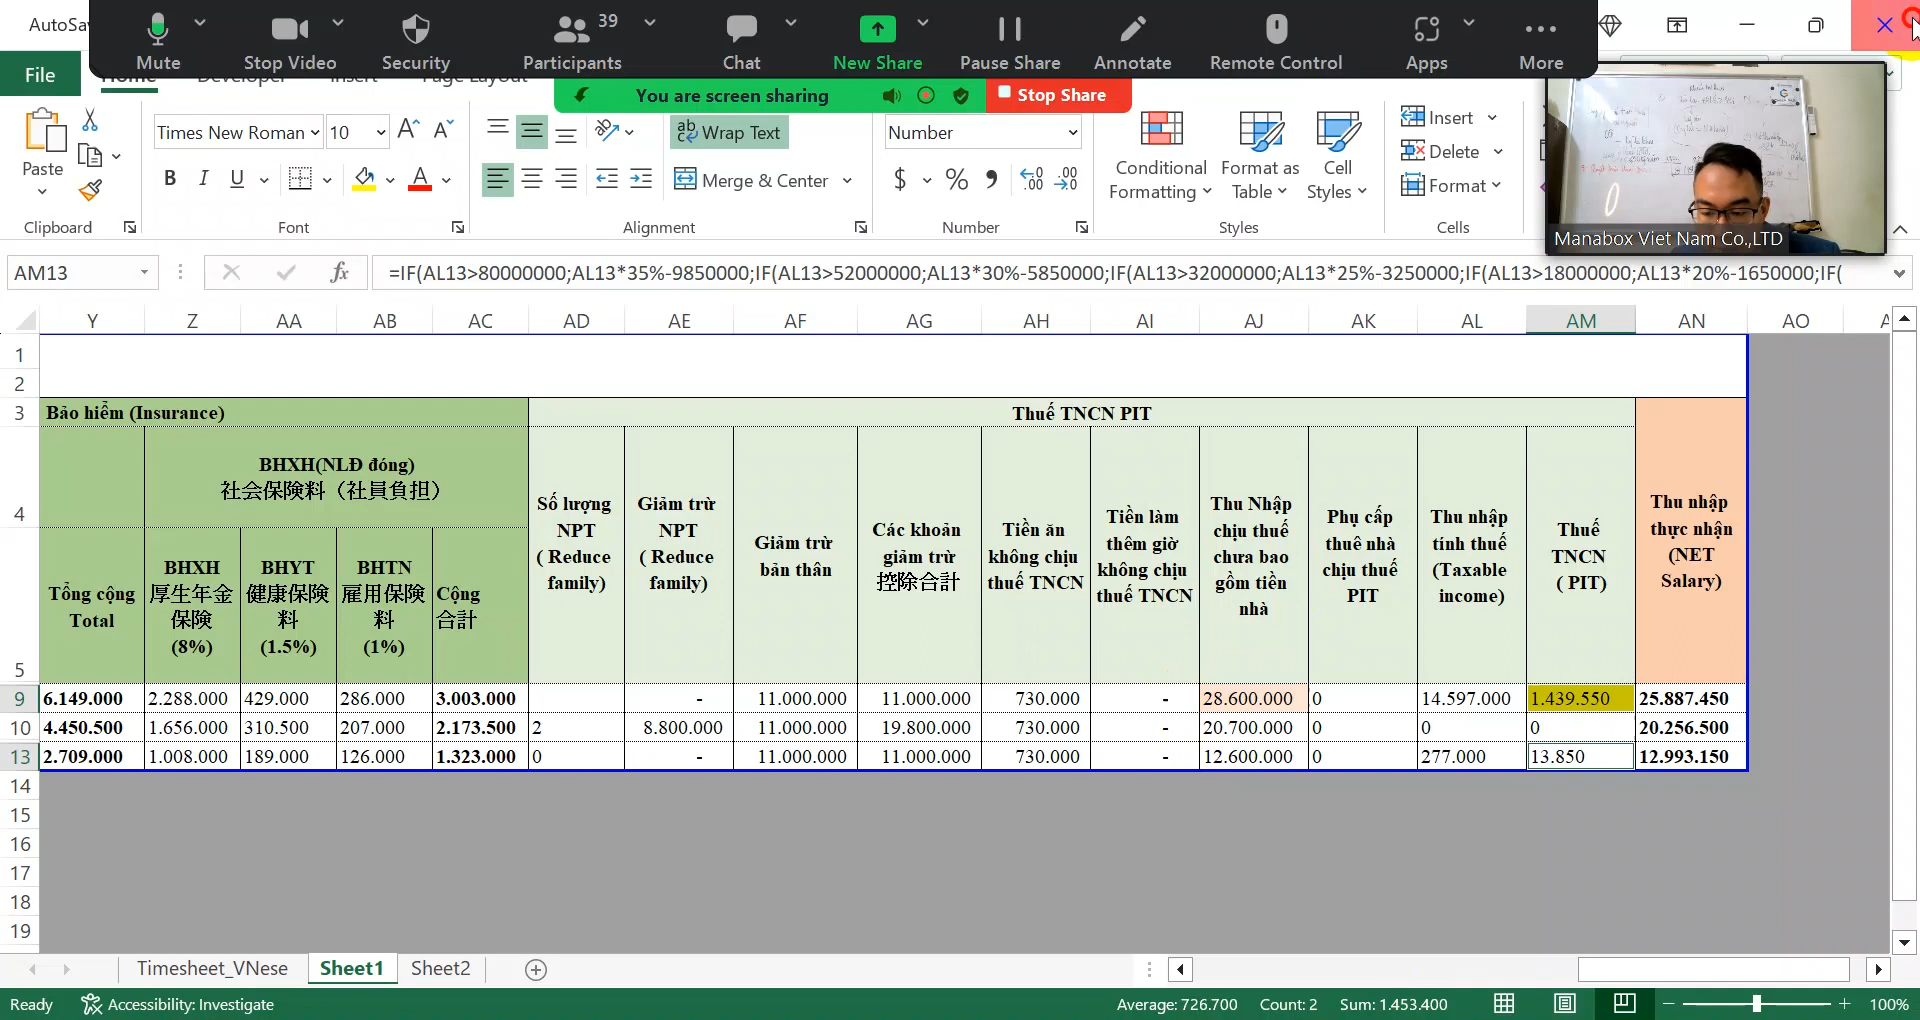 AutoSa
Mute
Stop Video
Security
39
Participants
Chat
New Share
Pause Share
Annotate
Remote Control
Apps
More
File
Home
Developer
Insert
Page Layout
You are screen sharing
Stop Share
Paste
Clipboard
Times New Roman
10
B I U
A
Font
Wrap Text
Merge & Center
Alignment
Number
$ % 9
Number
Conditional Formatting
Format as Table
Cell Styles
Styles
Insert
Delete
Format
Cells
Manabox Viet Nam Co.,LTD
AM13
fx
=IF(AL13>80000000;AL13*35%-9850000;IF(AL13>52000000;AL13*30%-5850000;IF(AL13>32000000;AL13*25%-3250000;IF(AL13>18000000;AL13*20%-1650000;IF(
Y Z AA AB AC AD AE AF AG AH AI AJ AK AL AM AN AO
1
2
3 Bảo hiểm (Insurance) Thuế TNCN PIT
4
BHXH(NLĐ đóng)
社会保険料（社員負担）
5
Tổng cộng
Total
BHXH
厚生年金
保険
(8%)
BHYT
健康保険
料
(1.5%)
BHTN
雇用保険
料
(1%)
Cộng
合計
Số lượng
NPT
( Reduce
family)
Giảm trừ
NPT
( Reduce
family)
Giảm trừ
bản thân
Các khoản
giảm trừ
控除合計
Tiền ăn
không chịu
thuế TNCN
Tiền làm
thêm giờ
không chịu
thuế TNCN
Thu Nhập
chịu thuế
chưa bao
gồm tiền
nhà
Phụ cấp
thuê nhà
chịu thuế
PIT
Thu nhập
tính thuế
(Taxable
income)
Thuế
TNCN
( PIT)
Thu nhập
thực nhận
(NET
Salary)
9 6.149.000 2.288.000 429.000 286.000 3.003.000 - 11.000.000 11.000.000 730.000 - 28.600.000 0 14.597.000 1.439.550 25.887.450
10 4.450.500 1.656.000 310.500 207.000 2.173.500 2 8.800.000 11.000.000 19.800.000 730.000 - 20.700.000 0 0 0 20.256.500
13 2.709.000 1.008.000 189.000 126.000 1.323.000 0 - 11.000.000 11.000.000 730.000 - 12.600.000 0 277.000 13.850 12.993.150
14
15
16
17
18
19
Timesheet_VNese
Sheet1
Sheet2
Ready
Accessibility: Investigate
Average: 726.700 Count: 2 Sum: 1.453.400
100%